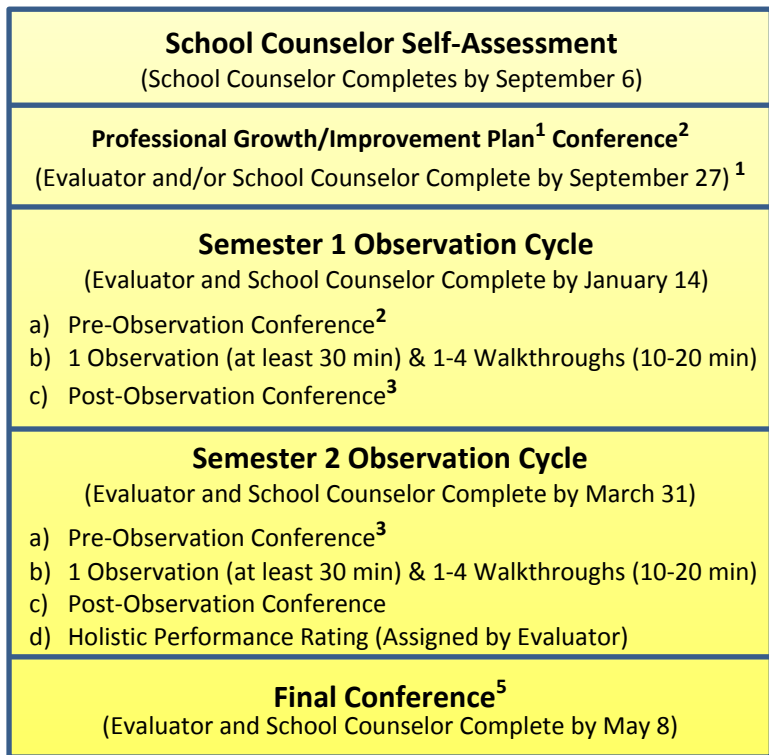 School Counselor Self-Assessment
(School Counselor Completes by September 6)
Professional Growth/Improvement Plan¹ Conference²
(Evaluator and/or School Counselor Complete by September 27) ¹
Semester 1 Observation Cycle
(Evaluator and School Counselor Complete by January 14)
a) Pre-Observation Conference²
b) 1 Observation (at least 30 min) & 1-4 Walkthroughs (10-20 min)
c) Post-Observation Conference³
Semester 2 Observation Cycle
(Evaluator and School Counselor Complete by March 31)
a) Pre-Observation Conference³
b) 1 Observation (at least 30 min) & 1-4 Walkthroughs (10-20 min)
c) Post-Observation Conference
d) Holistic Performance Rating (Assigned by Evaluator)
Final Conference⁵
(Evaluator and School Counselor Complete by May 8)